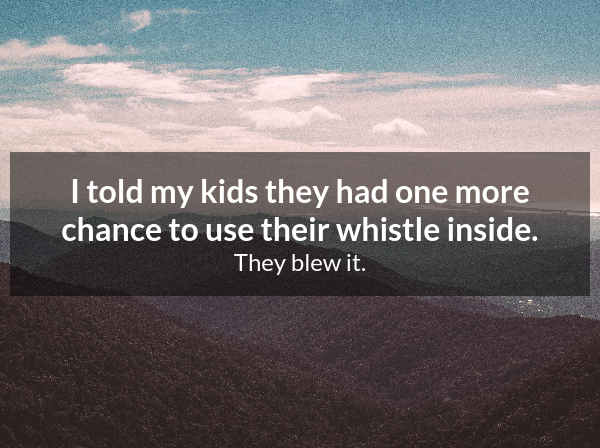 I told my kids they had one more
chance to use their whistle inside.
They blew it.